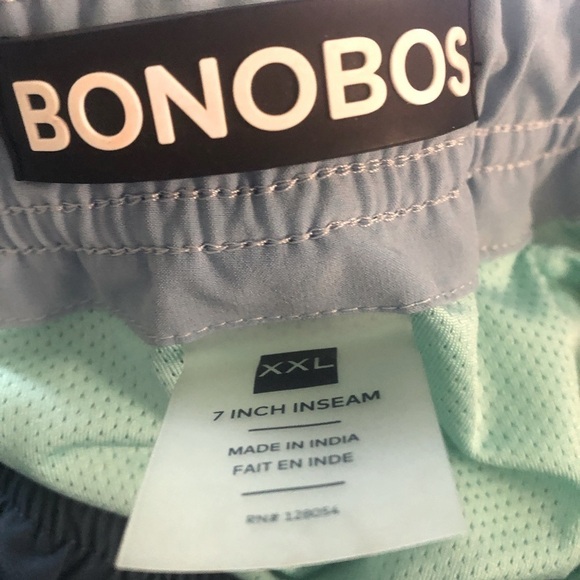 BONOBOS
XXL
7 INCH INSEAM
MADE IN INDIA
FAIT EN INDE
RN# 128054